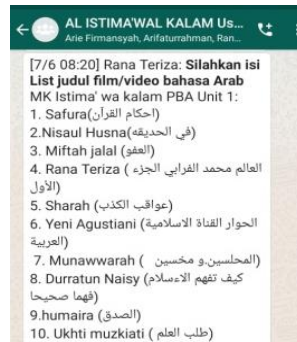 AL ISTIMA'WAL KALAM Us...
Arie Firmansyah, Arifaturrahman, Ran...
[7/6 08:20] Rana Teriza: Silahkan isi
List judul film/video bahasa Arab
MK Istima' wa kalam PBA Unit 1:
1. Safura(احكام القرآن)
2.Nisaul Husna(في الحديقه)
3. Miftah jalal (العفو)
4. Rana Teriza ( العالم محمد الفرابي الجزء
الأول)
5. Sharah (عواقب الكذب)
6. Yeni Agustiani (الحوار القناة الاسلامية
العربية)
7. Munawwarah ( المجلسين.و مخسين)
8. Durratun Naisy (كيف تفهم الاءسلام
فهما صحيحا)
9.humaira (الصدق)
10. Ukhti muzkiati ( طلب العلم)